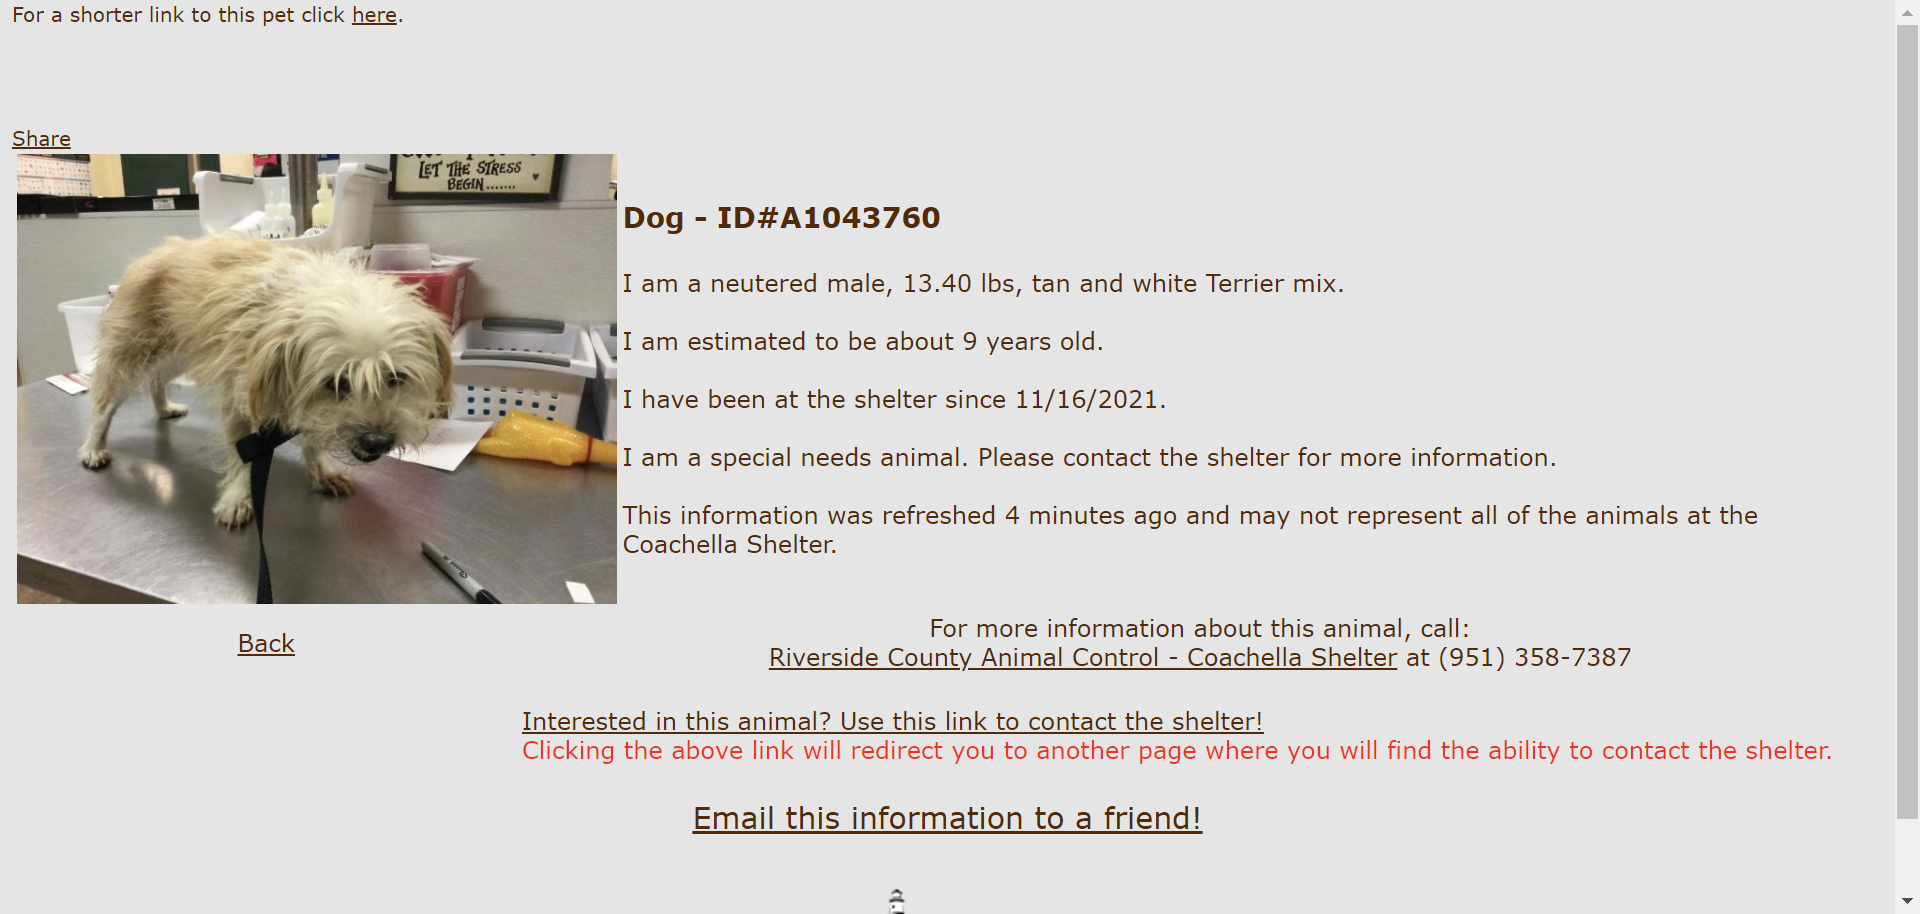 For a shorter link to this pet click here.
Share
LET THE STRESS
BEGIN.......
Dog - ID#A1043760
I am a neutered male, 13.40 lbs, tan and white Terrier mix.
I am estimated to be about 9 years old.
I have been at the shelter since 11/16/2021.
I am a special needs animal. Please contact the shelter for more information.
This information was refreshed 4 minutes ago and may not represent all of the animals at the
Coachella Shelter.
Back
For more information about this animal, call:
Riverside County Animal Control - Coachella Shelter at (951) 358-7387
Interested in this animal? Use this link to contact the shelter!
Clicking the above link will redirect you to another page where you will find the ability to contact the shelter.
Email this information to a friend!